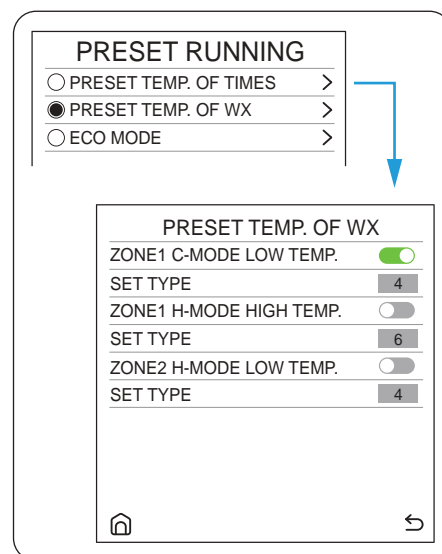 PRESET RUNNING
PRESET TEMP. OF TIMES
PRESET TEMP. OF WX
ECO MODE
PRESET TEMP. OF WX
ZONE1 C-MODE LOW TEMP.
SET TYPE 4
ZONE1 H-MODE HIGH TEMP.
SET TYPE 6
ZONE2 H-MODE LOW TEMP.
SET TYPE 4